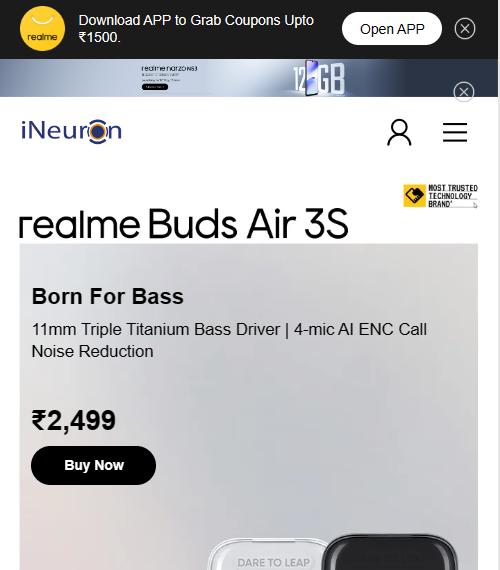 Download APP to Grab Coupons Upto
₹1500.
realme
Open APP
realme narzo N53
GB
iNeuron
MOST TRUSTED
TECHNOLOGY
BRAND*
realme Buds Air 3S
Born For Bass
11mm Triple Titanium Bass Driver | 4-mic AI ENC Call
Noise Reduction
₹2,499
Buy Now
DARE TO LEAP